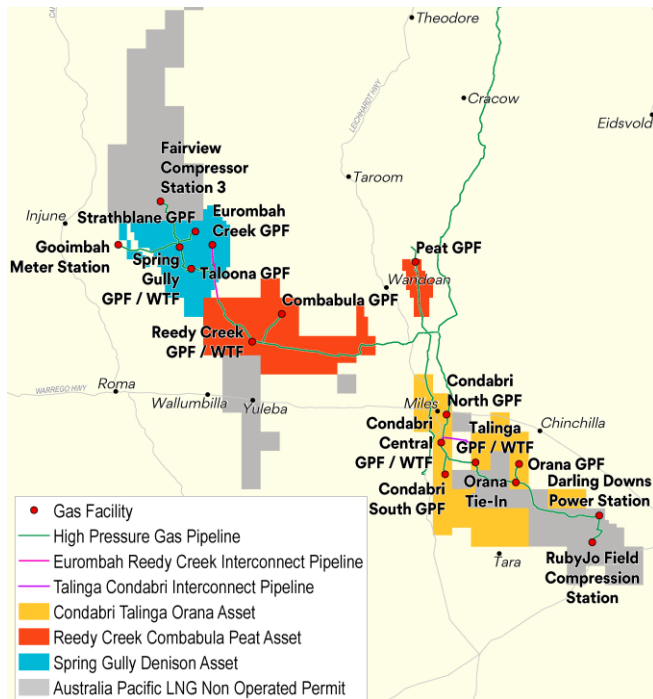 Theodore
LEICHHARDT HWY
Cracow
Eidsvold
Taroom
Fairview
Compressor
Station 3
Injune
Strathblane GPF
Eurombah
Creek GPF
Gooimbah
Meter Station
Spring
Gully
GPF / WTF
Taloona GPF
Peat GPF
Wandoan
Combabula GPF
Reedy Creek
GPF / WTF
Roma
WARREGO HWY
Wallumbilla
Yuleba
Miles
Condabri
North GPF
Chinchilla
Condabri
Central
GPF / WTF
Talinga
GPF / WTF
Orana GPF
Condabri
South GPF
Orana
Tie-In
Darling Downs
Power Station
Tara
RubyJo Field
Compression
Station
Gas Facility
High Pressure Gas Pipeline
Eurombah Reedy Creek Interconnect Pipeline
Talinga Condabri Interconnect Pipeline
Condabri Talinga Orana Asset
Reedy Creek Combabula Peat Asset
Spring Gully Denison Asset
Australia Pacific LNG Non Operated Permit